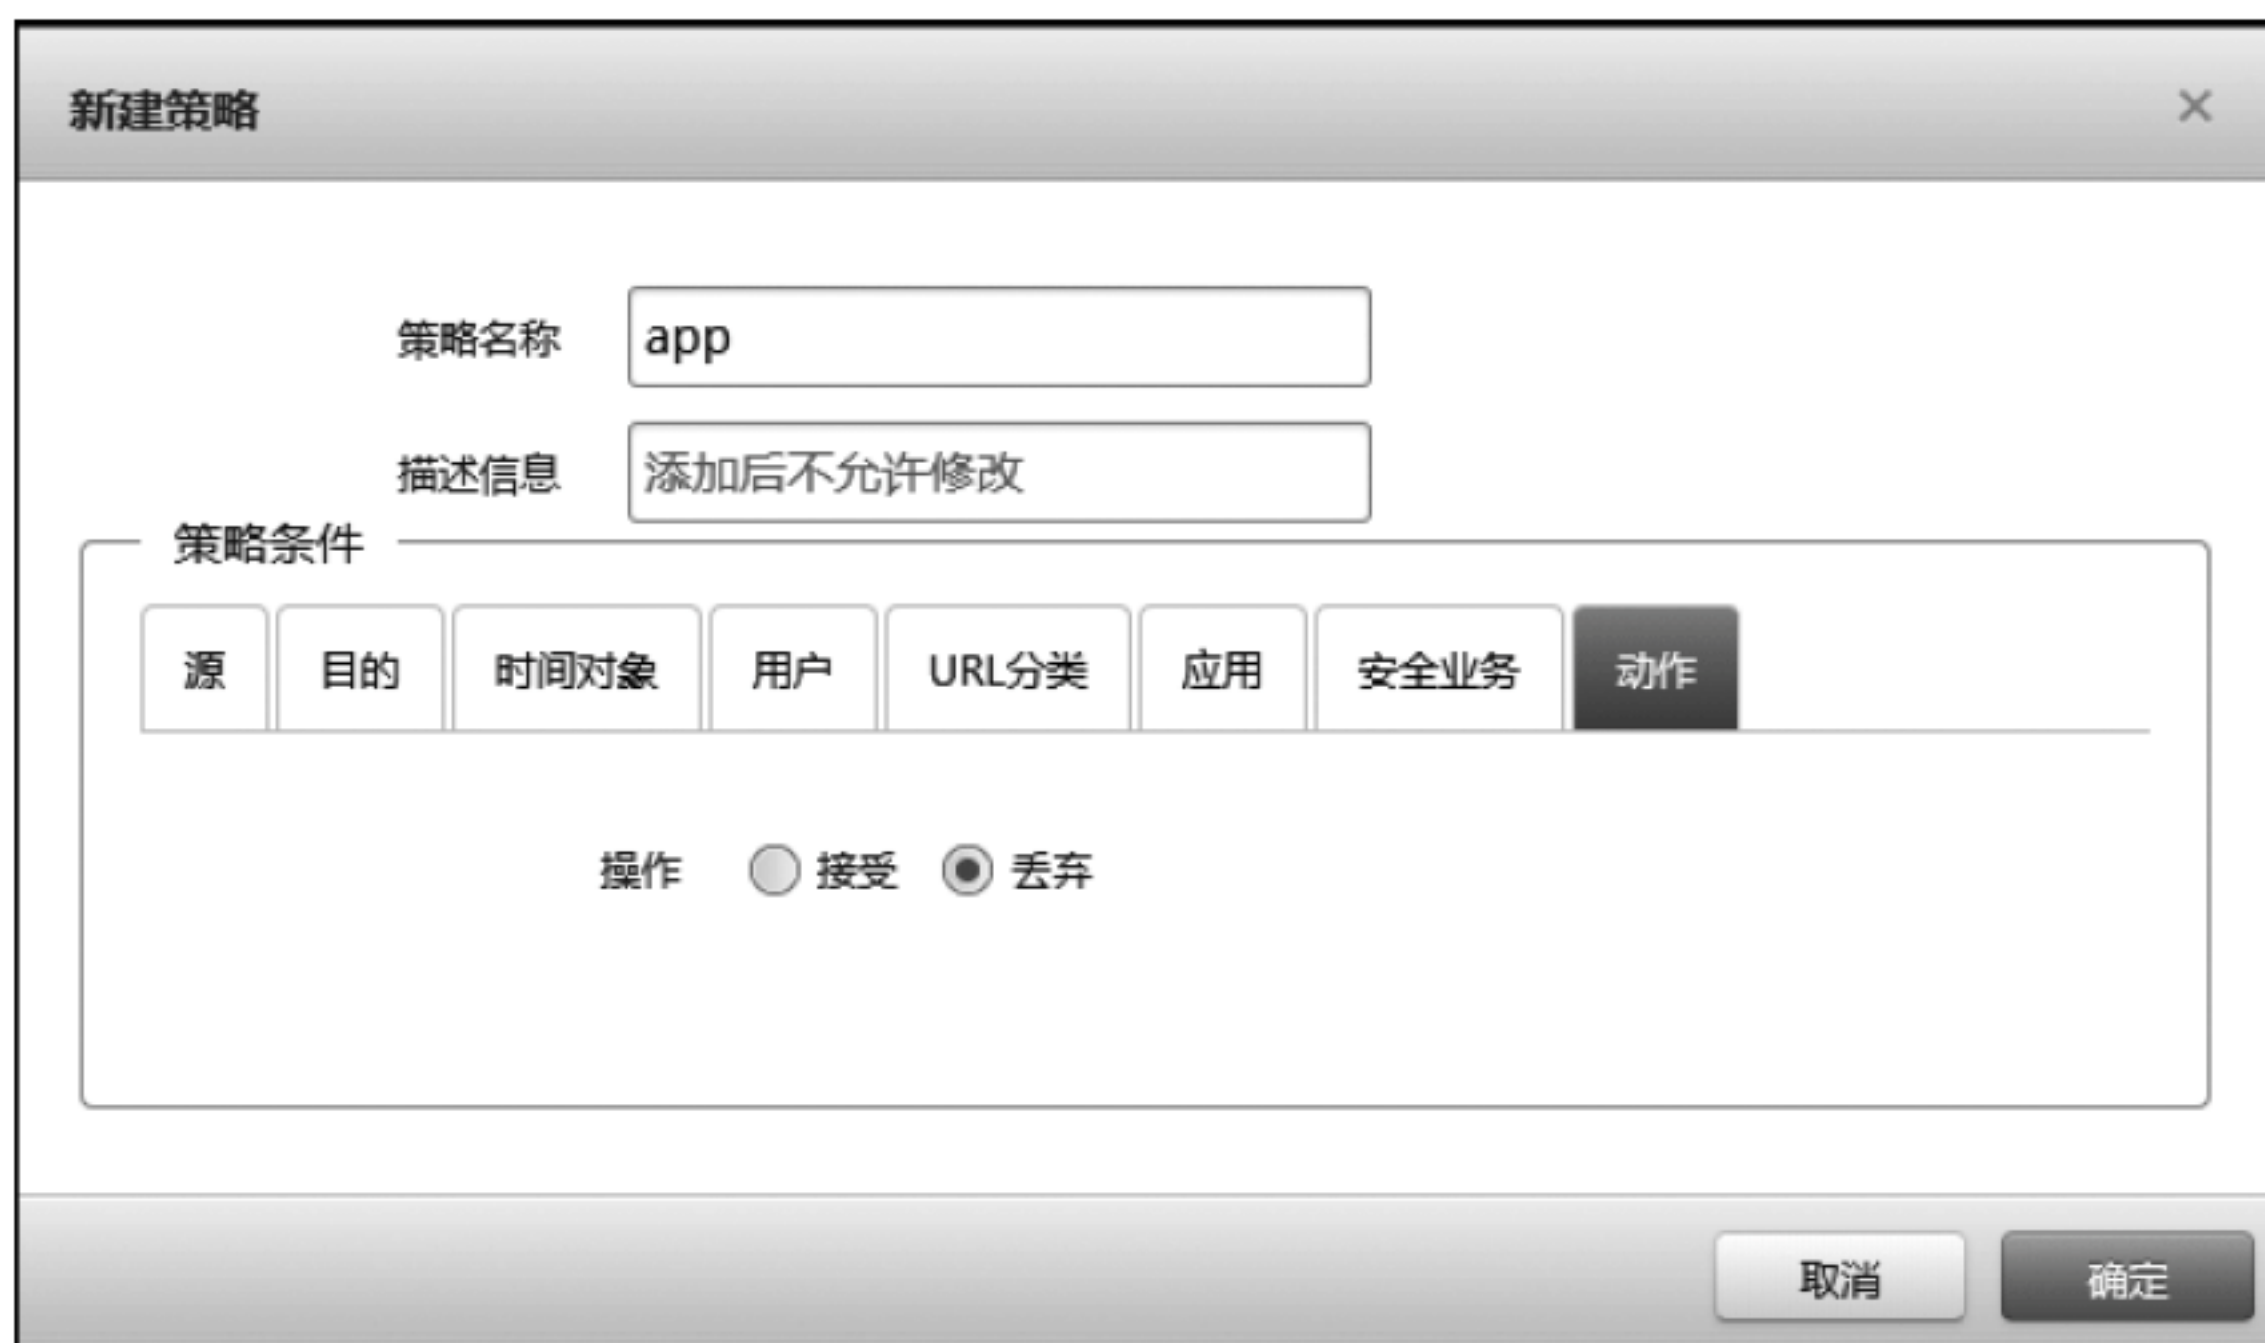 新建策略
策略名称 app
描述信息 添加后不允许修改
策略条件
源 目的 时间对象 用户 URL分类 应用 安全业务 动作
操作 接受 丢弃
取消 确定